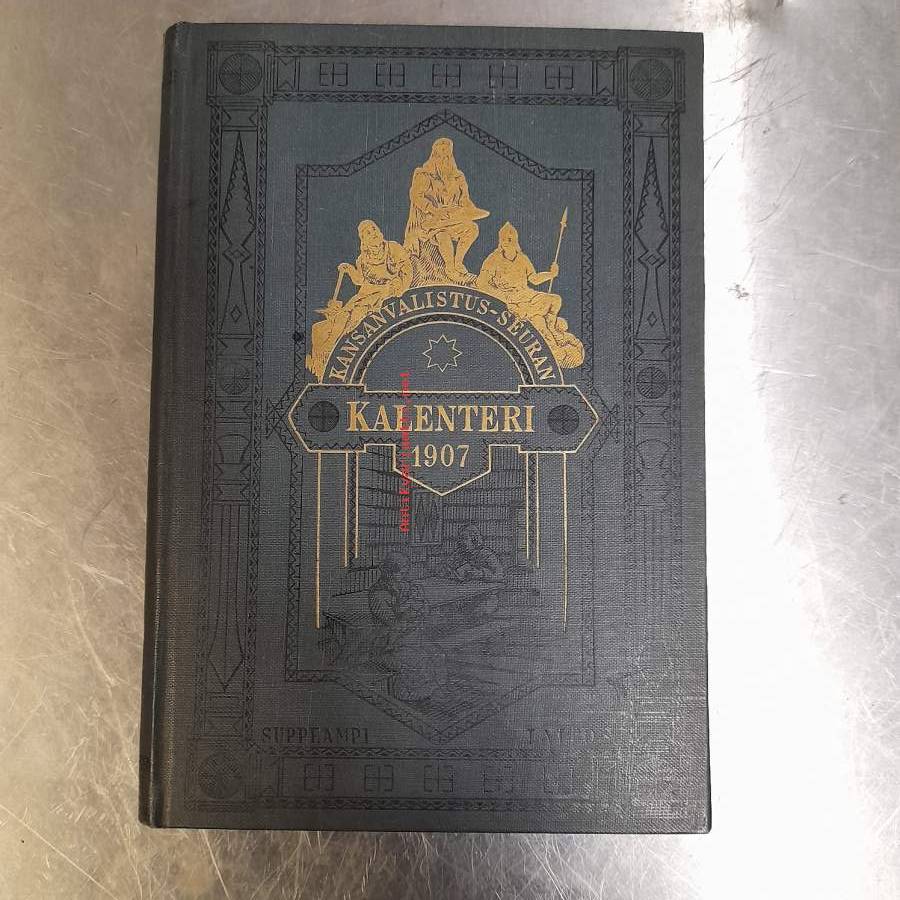 KANSANVALISTUS-SEURAN
KALENTERI
1907
SUPPEAMPI LAITOS